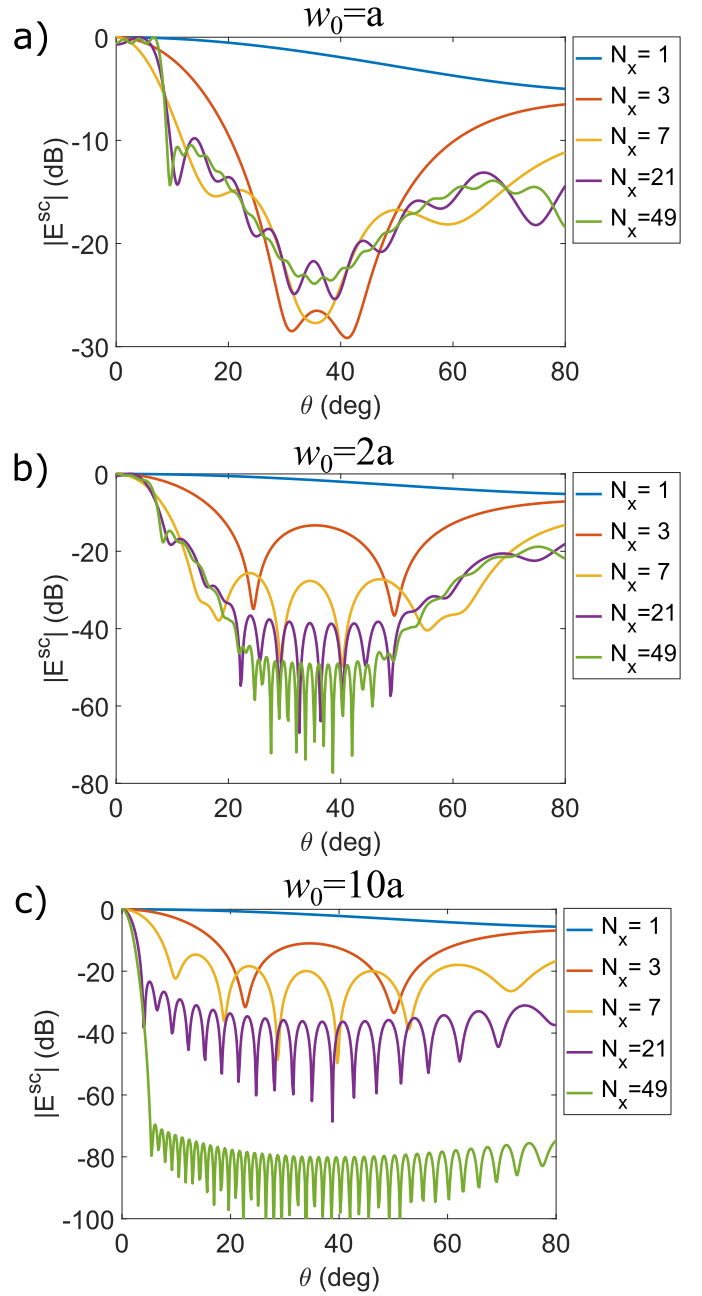 a) w₀=a
0
-10
-20
-30
|Eˢᶜ| (dB)
0 20 40 60 80
θ (deg)
Nₓ= 1
Nₓ= 3
Nₓ= 7
Nₓ=21
Nₓ=49
b) w₀=2a
0
-20
-40
-60
-80
|Eˢᶜ| (dB)
0 20 40 60 80
θ (deg)
Nₓ= 1
Nₓ= 3
Nₓ= 7
Nₓ=21
Nₓ=49
c) w₀=10a
0
-20
-40
-60
-80
-100
|Eˢᶜ| (dB)
0 20 40 60 80
θ (deg)
Nₓ= 1
Nₓ= 3
Nₓ= 7
Nₓ=21
Nₓ=49